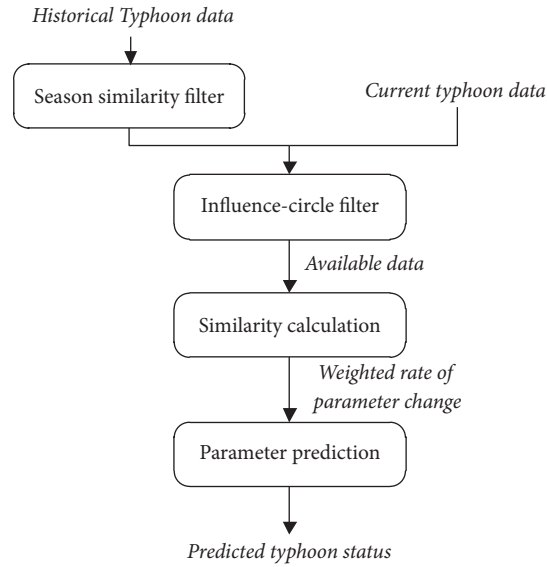 Historical Typhoon data
Season similarity filter
Current typhoon data
Influence-circle filter
Available data
Similarity calculation
Weighted rate of
parameter change
Parameter prediction
Predicted typhoon status